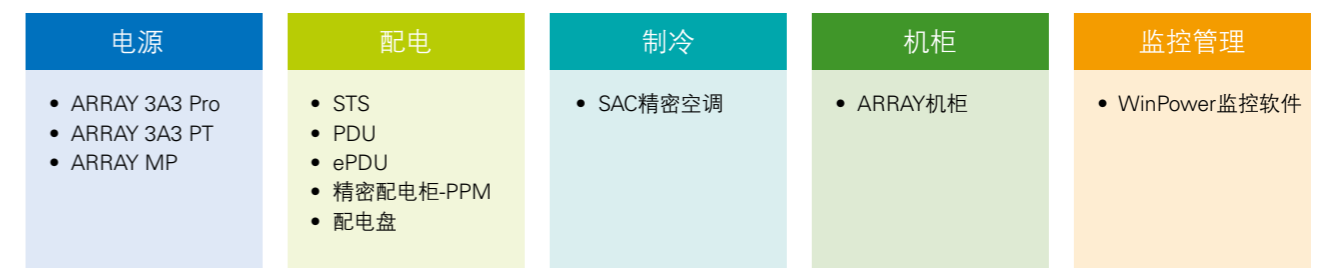 电源
• ARRAY 3A3 Pro
• ARRAY 3A3 PT
• ARRAY MP
配电
• STS
• PDU
• ePDU
• 精密配电柜-PPM
• 配电盘
制冷
• SAC精密空调
机柜
• ARRAY机柜
监控管理
• WinPower监控软件